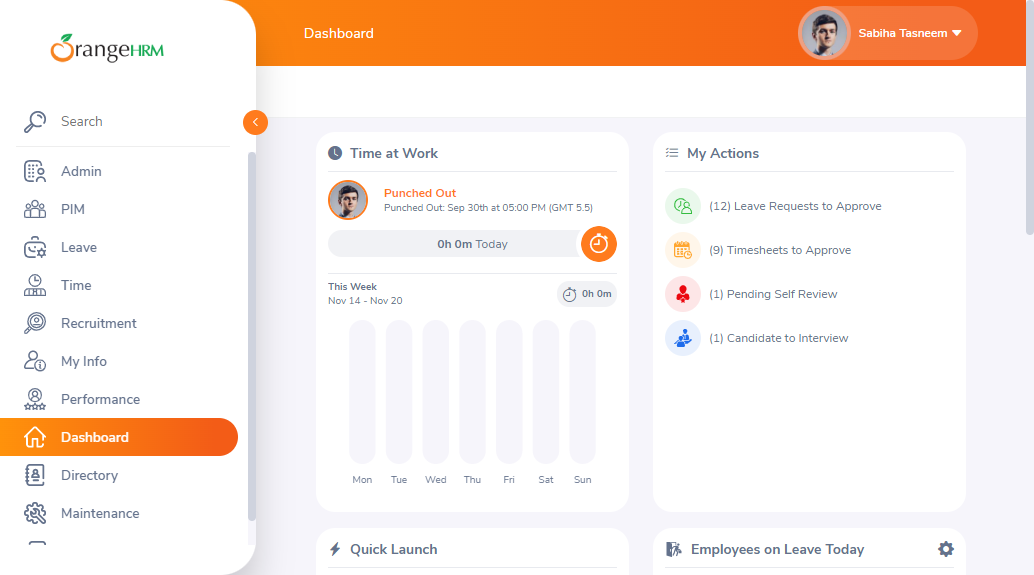 OrangeHRM
Search
Admin
PIM
Leave
Time
Recruitment
My Info
Performance
Dashboard
Directory
Maintenance
Dashboard
Sabiha Tasneem
Time at Work
Punched Out
Punched Out: Sep 30th at 05:00 PM (GMT 5.5)
0h 0m Today
This Week
Nov 14 - Nov 20
0h 0m
Mon Tue Wed Thu Fri Sat Sun
My Actions
(12) Leave Requests to Approve
(9) Timesheets to Approve
(1) Pending Self Review
(1) Candidate to Interview
Quick Launch
Employees on Leave Today